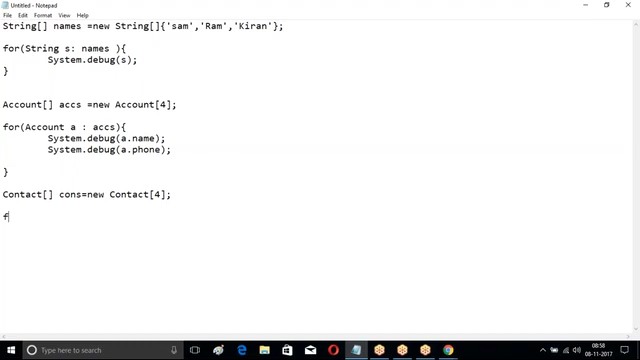 Untitled - Notepad
File Edit Format View Help
String[] names =new String[]{'sam','Ram','Kiran'};
for(String s: names ){
System.debug(s);
}
Account[] accs =new Account[4];
for(Account a : accs){
System.debug(a.name);
System.debug(a.phone);
}
Contact[] cons=new Contact[4];
f
Type here to search
08:58
08-11-2017